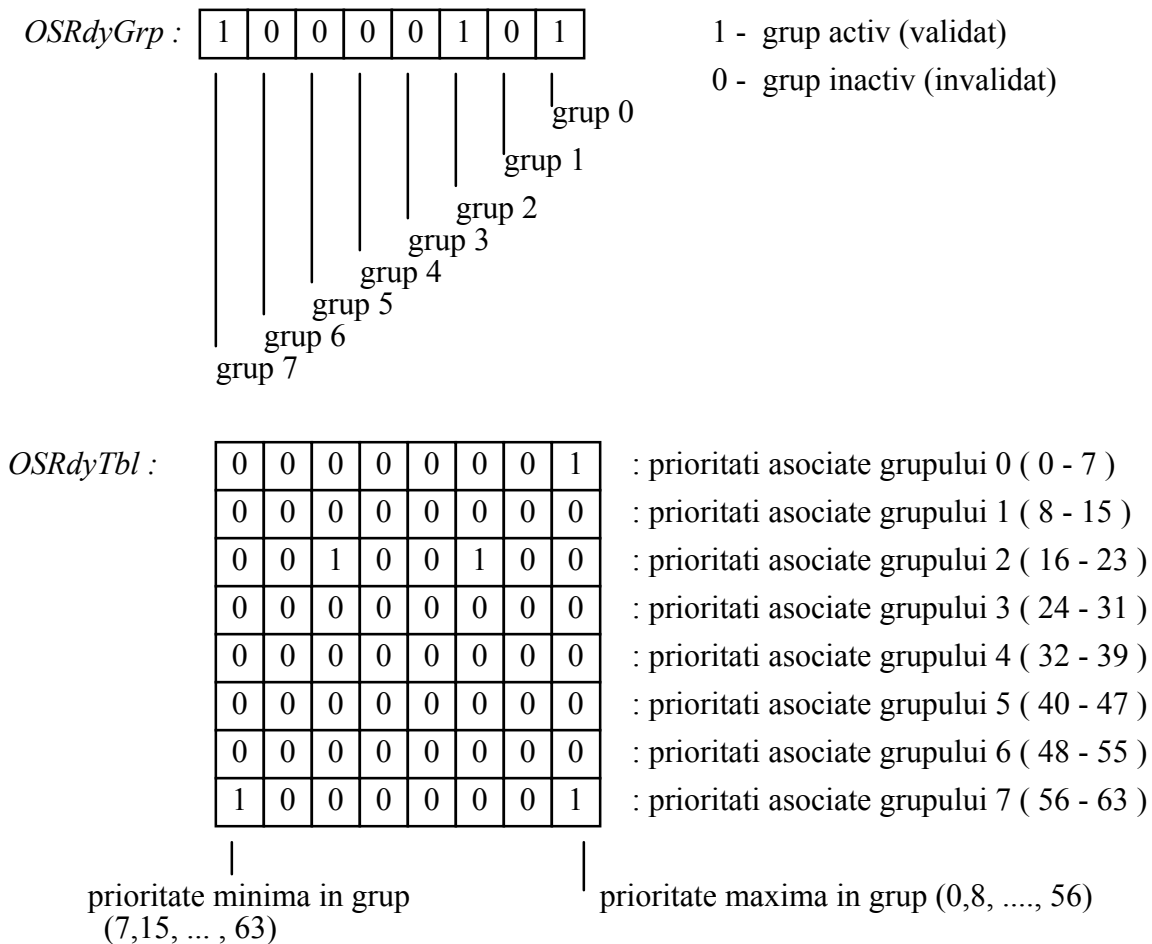 OSRdyGrp : 1 0 0 0 0 1 0 1 1 - grup activ (validat)
0 - grup inactiv (invalidat)
grup 0
grup 1
grup 2
grup 3
grup 4
grup 5
grup 6
grup 7
OSRdyTbl : 0 0 0 0 0 0 0 1 : prioritati asociate grupului 0 ( 0 - 7 )
0 0 0 0 0 0 0 0 : prioritati asociate grupului 1 ( 8 - 15 )
0 0 1 0 0 1 0 0 : prioritati asociate grupului 2 ( 16 - 23 )
0 0 0 0 0 0 0 0 : prioritati asociate grupului 3 ( 24 - 31 )
0 0 0 0 0 0 0 0 : prioritati asociate grupului 4 ( 32 - 39 )
0 0 0 0 0 0 0 0 : prioritati asociate grupului 5 ( 40 - 47 )
0 0 0 0 0 0 0 0 : prioritati asociate grupului 6 ( 48 - 55 )
1 0 0 0 0 0 0 1 : prioritati asociate grupului 7 ( 56 - 63 )
prioritate minima in grup
(7,15, ... , 63)
prioritate maxima in grup (0,8, ...., 56)